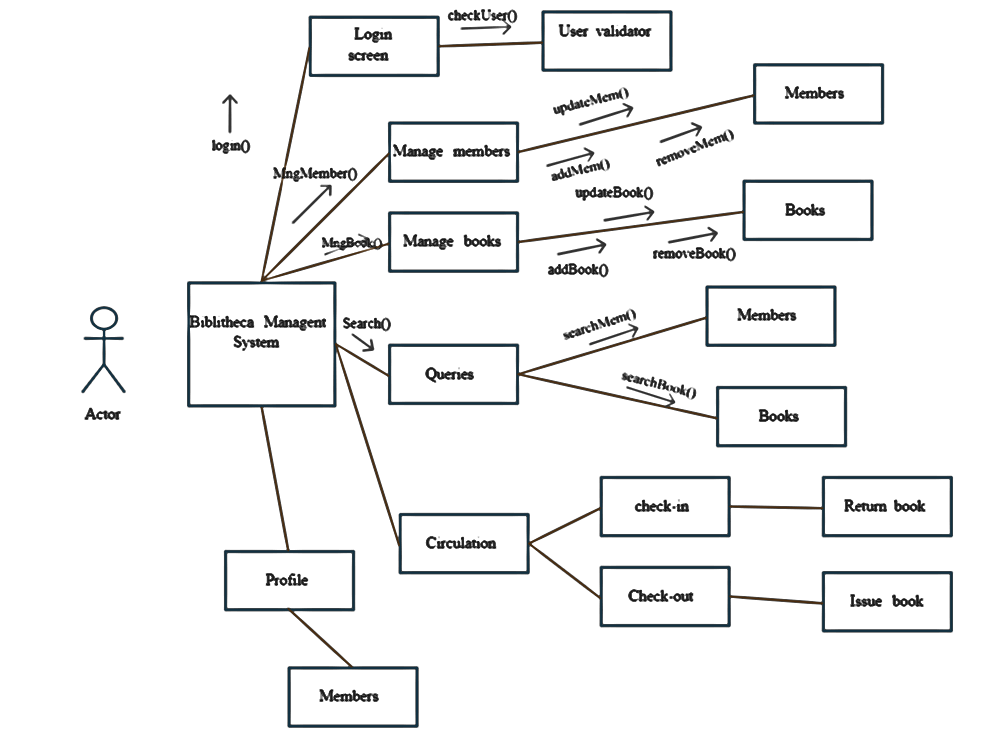 checkUser()
Login
screen
User validator
updateMem()
Members
login()
Manage members
addMem()
removeMem()
MngMember()
updateBook()
Books
MngBook()
Manage books
addBook()
removeBook()
Biblitheca Managent
System
Search()
searchMem()
Members
Queries
searchBook()
Actor
Books
check-in
Return book
Circulation
Profile
Check-out
Issue book
Members